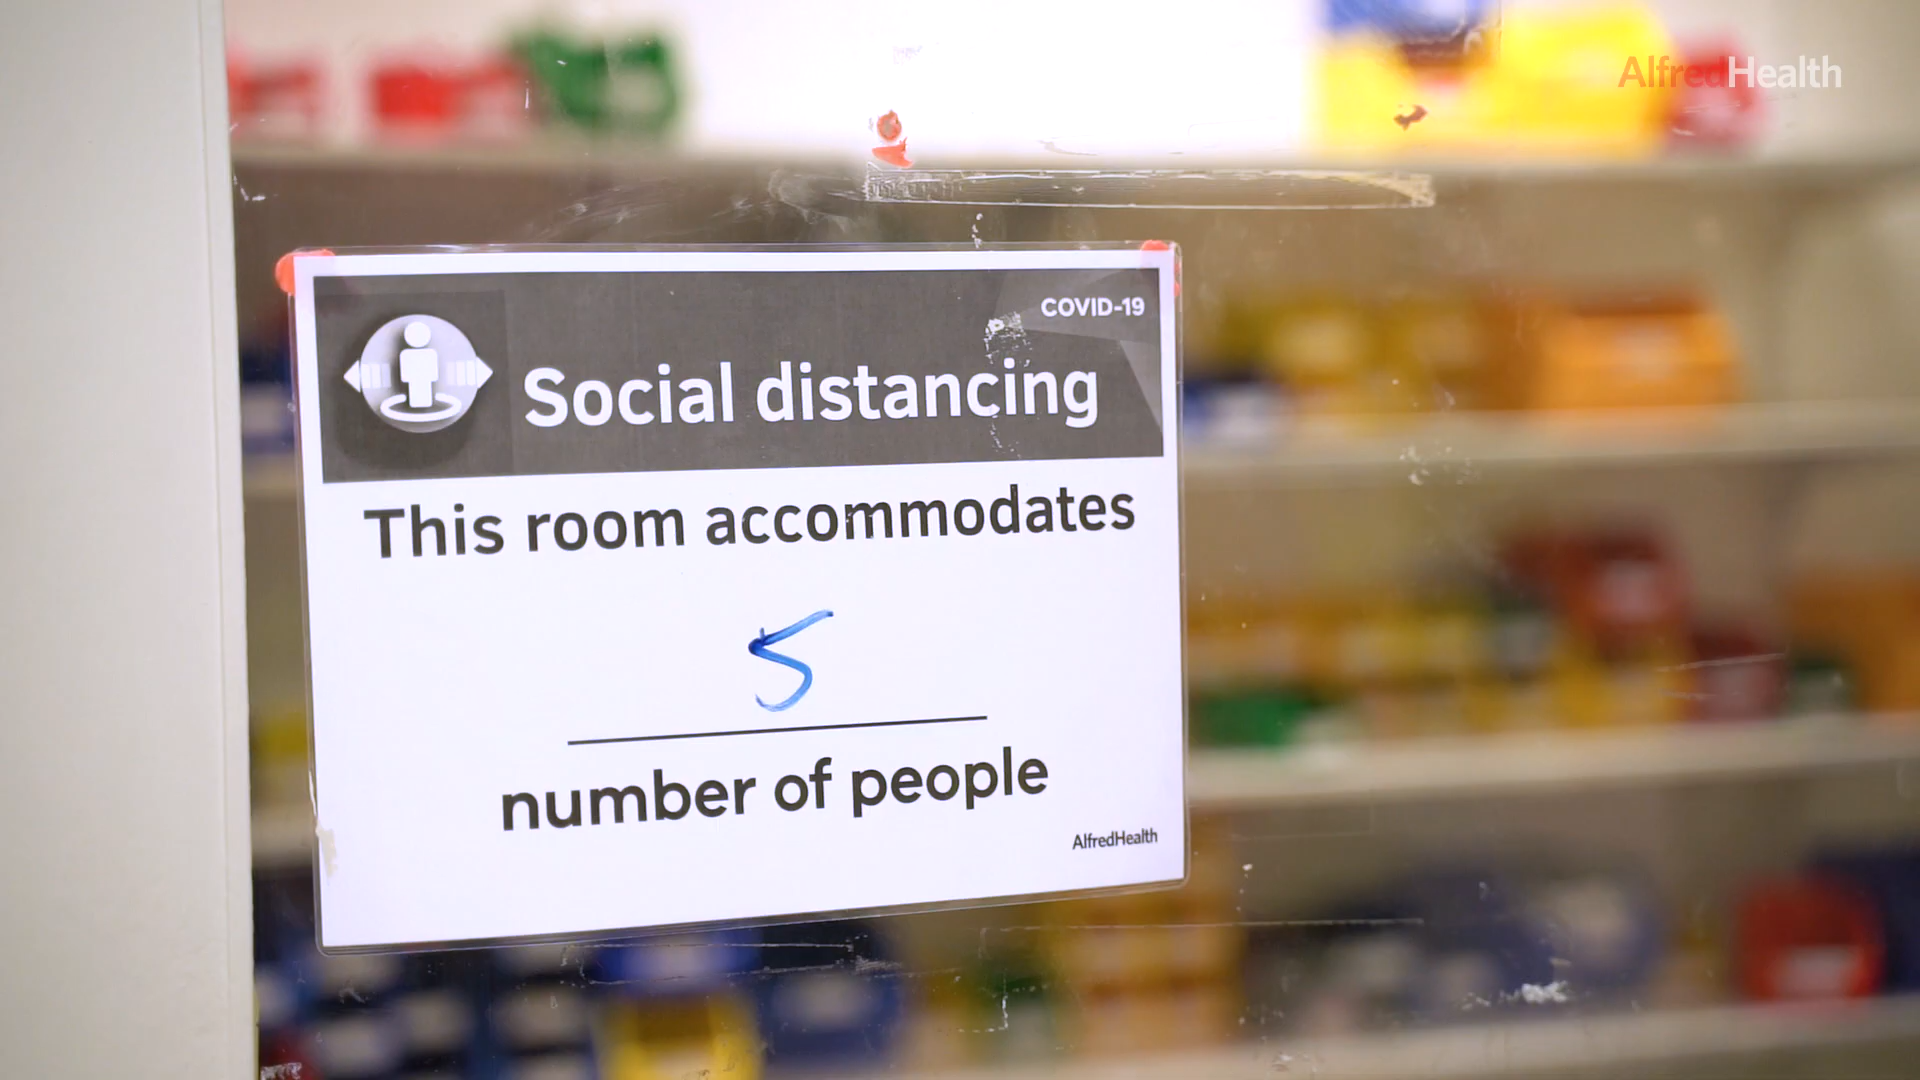 AlfredHealth
COVID-19
Social distancing
This room accommodates
5
number of people
AlfredHealth